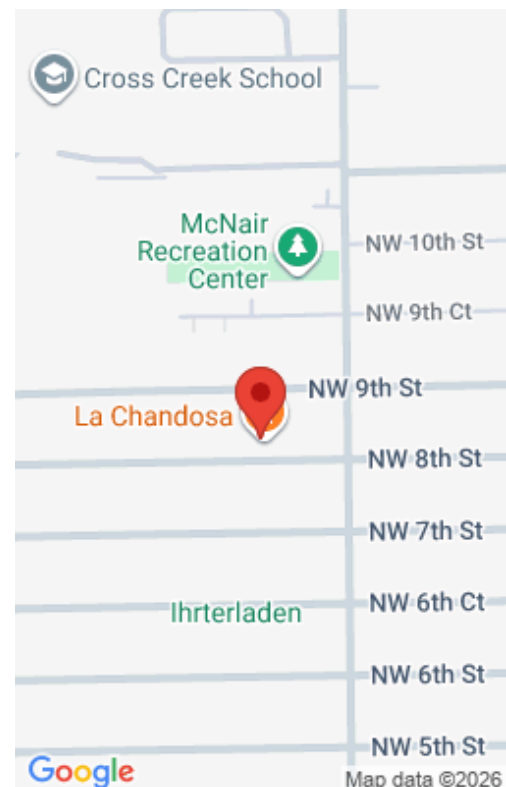 Cross Creek School
McNair
Recreation
Center
NW 10th St
NW 9th Ct
NW 9th St
La Chandosa
NW 8th St
NW 7th St
NW 6th Ct
Ihrterladen
NW 6th St
NW 5th St
Google
Map data ©2026